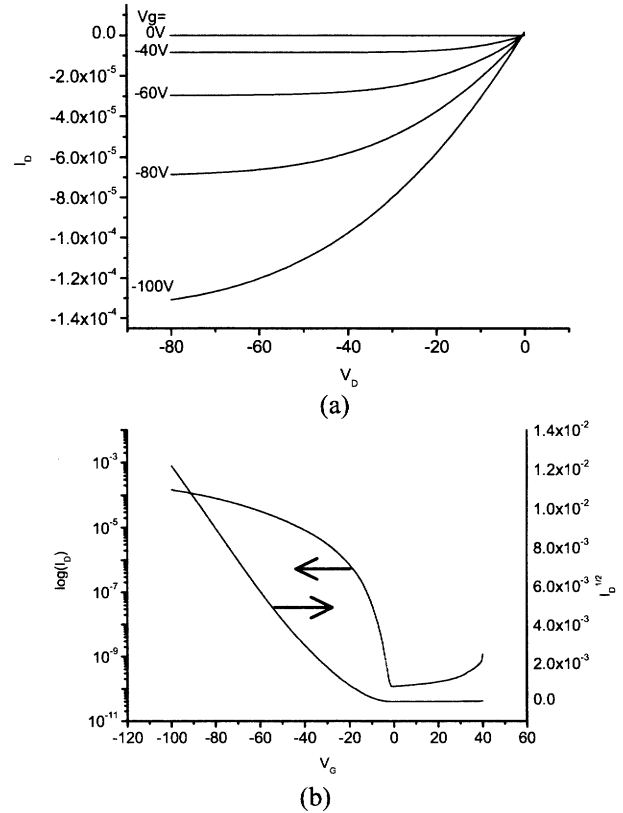 Vg=
0V
-40V
-60V
-80V
-100V
0.0
-2.0x10⁻⁵
-4.0x10⁻⁵
-6.0x10⁻⁵
-8.0x10⁻⁵
-1.0x10⁻⁴
-1.2x10⁻⁴
-1.4x10⁻⁴
I_D
-80 -60 -40 -20 0
V_D
(a)
10⁻³
10⁻⁵
10⁻⁷
10⁻⁹
10⁻¹¹
log(I_D)
1.4x10⁻²
1.2x10⁻²
1.0x10⁻²
8.0x10⁻³
6.0x10⁻³
4.0x10⁻³
2.0x10⁻³
0.0
I_D^1/2
-120 -100 -80 -60 -40 -20 0 20 40 60
V_G
(b)